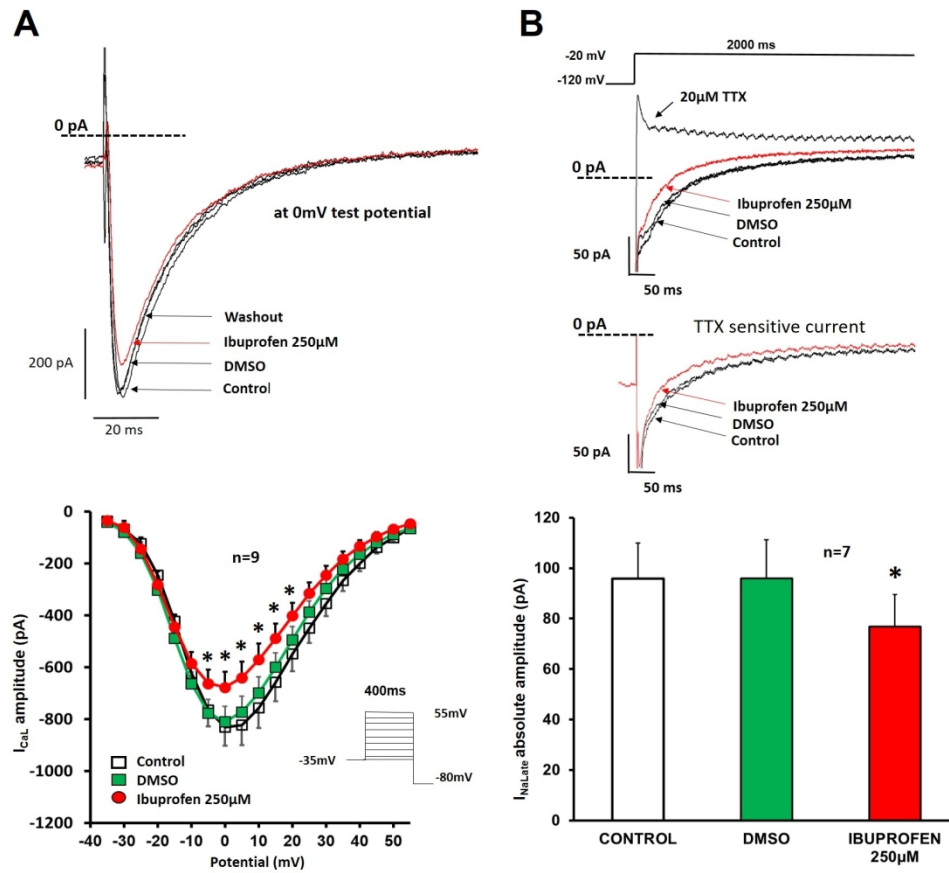 A
0 pA
at 0mV test potential
Washout
Ibuprofen 250µM
DMSO
Control
200 pA
20 ms
0
-200
-400
-600
-800
-1000
-1200
I_CaL amplitude (pA)
n=9
* * * * * *
400ms
55mV
-35mV
-80mV
Control
DMSO
Ibuprofen 250µM
-40 -30 -20 -10 0 10 20 30 40 50
Potential (mV)
B
2000 ms
-20 mV
-120 mV
20µM TTX
0 pA
Ibuprofen 250µM
DMSO
Control
50 pA
50 ms
0 pA
TTX sensitive current
Ibuprofen 250µM
DMSO
Control
50 pA
50 ms
120
100
80
60
40
20
0
I_NaLate absolute amplitude (pA)
n=7
*
CONTROL
DMSO
IBUPROFEN
250µM